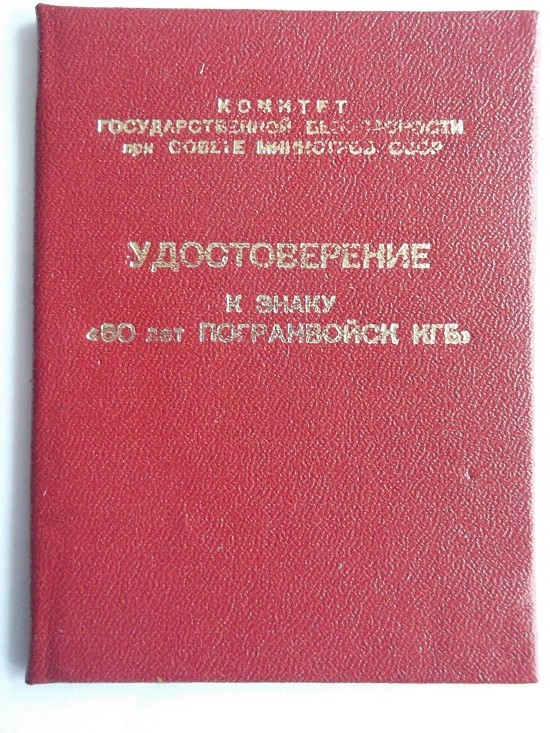 КОМИТЕТ
ГОСУДАРСТВЕННОЙ БЕЗОПАСНОСТИ
при СОВЕТЕ МИНИСТРОВ СССР
УДОСТОВЕРЕНИЕ
К ЗНАКУ
«60 лет ПОГРАНВОЙСК КГБ»